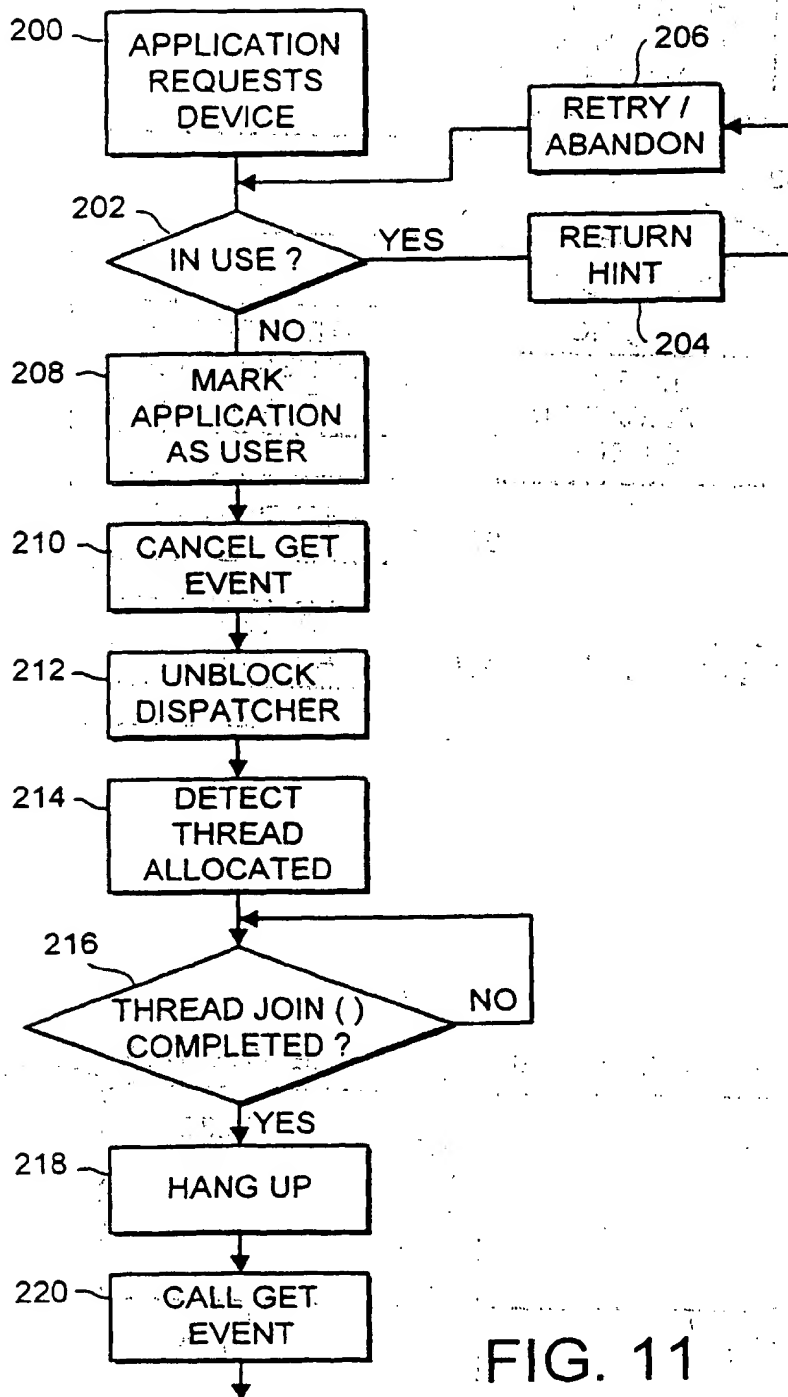 200
APPLICATION
REQUESTS
DEVICE
206
RETRY /
ABANDON
202
IN USE ?
YES
RETURN
HINT
204
NO
208
MARK
APPLICATION
AS USER
210
CANCEL GET
EVENT
212
UNBLOCK
DISPATCHER
214
DETECT
THREAD
ALLOCATED
216
THREAD JOIN ( )
COMPLETED ?
NO
YES
218
HANG UP
220
CALL GET
EVENT
FIG. 11